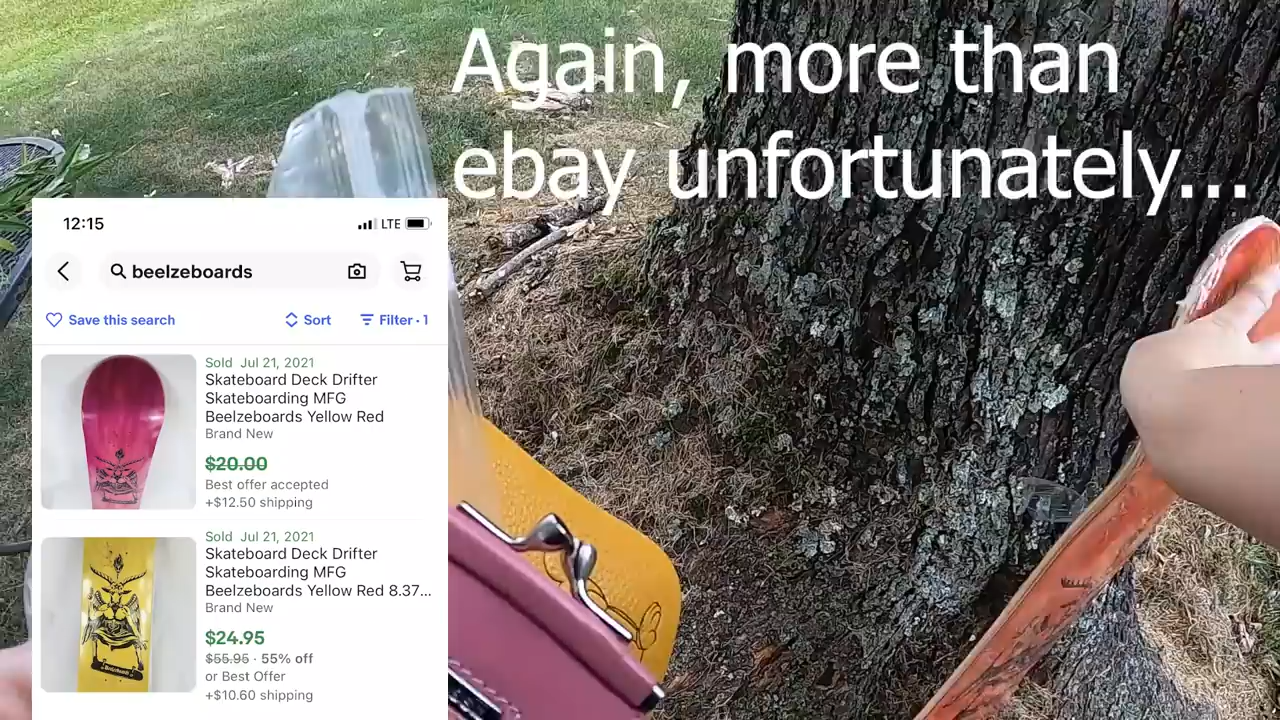 Again, more than
ebay unfortunately...
12:15
LTE
beelzeboards
Save this search
Sort
Filter · 1
Sold Jul 21, 2021
Skateboard Deck Drifter
Skateboarding MFG
Beelzeboards Yellow Red
Brand New
$20.00
Best offer accepted
+$12.50 shipping
Sold Jul 21, 2021
Skateboard Deck Drifter
Skateboarding MFG
Beelzeboards Yellow Red 8.37...
Brand New
$24.95
$55.95 · 55% off
or Best Offer
+$10.60 shipping